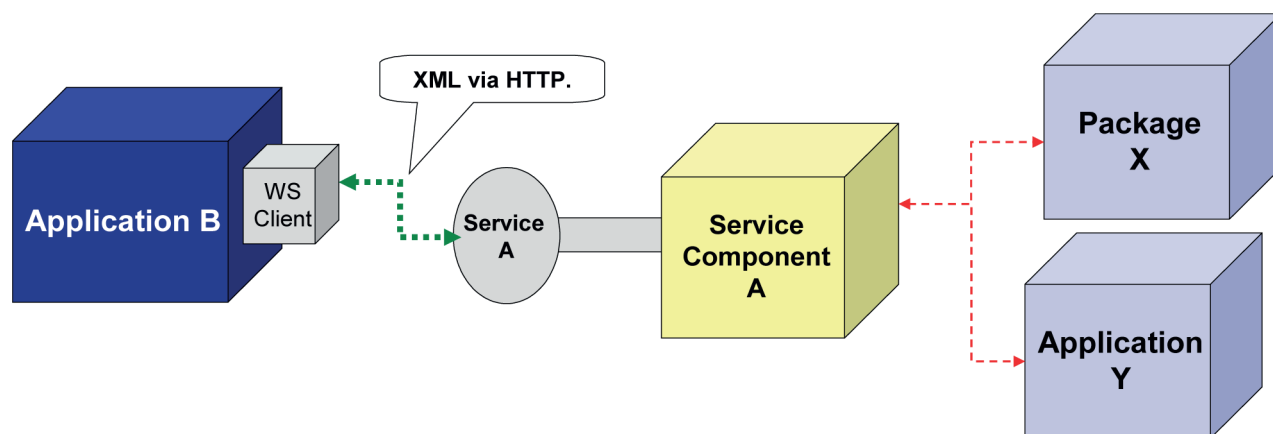 XML via HTTP.
Application B
WS
Client
Service
A
Service
Component
A
Package
X
Application
Y